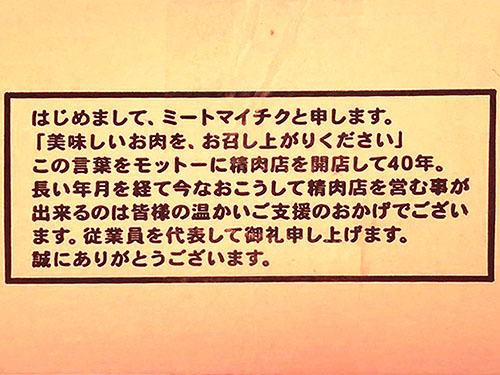 はじめまして、ミートマイチクと申します。
「美味しいお肉を、お召し上がりください」
この言葉をモットーに精肉店を開店して40年。
長い年月を経て今なおこうして精肉店を営む事が
出来るのは皆様の温かいご支援のおかげでござい
ます。従業員を代表して御礼申し上げます。
誠にありがとうございます。